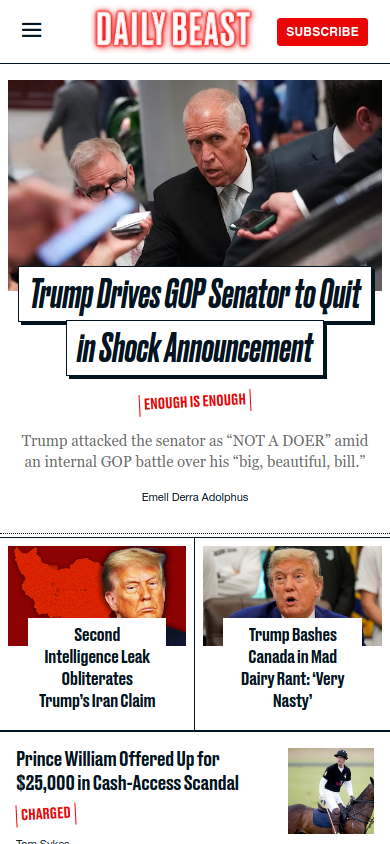 DAILY BEAST
SUBSCRIBE
Trump Drives GOP Senator to Quit
in Shock Announcement
ENOUGH IS ENOUGH
Trump attacked the senator as “NOT A DOER” amid
an internal GOP battle over his “big, beautiful, bill.”
Emell Derra Adolphus
Second
Intelligence Leak
Obliterates
Trump’s Iran Claim
Trump Bashes
Canada in Mad
Dairy Rant: ‘Very
Nasty’
Prince William Offered Up for
$25,000 in Cash-Access Scandal
CHARGED
Tom Sykes